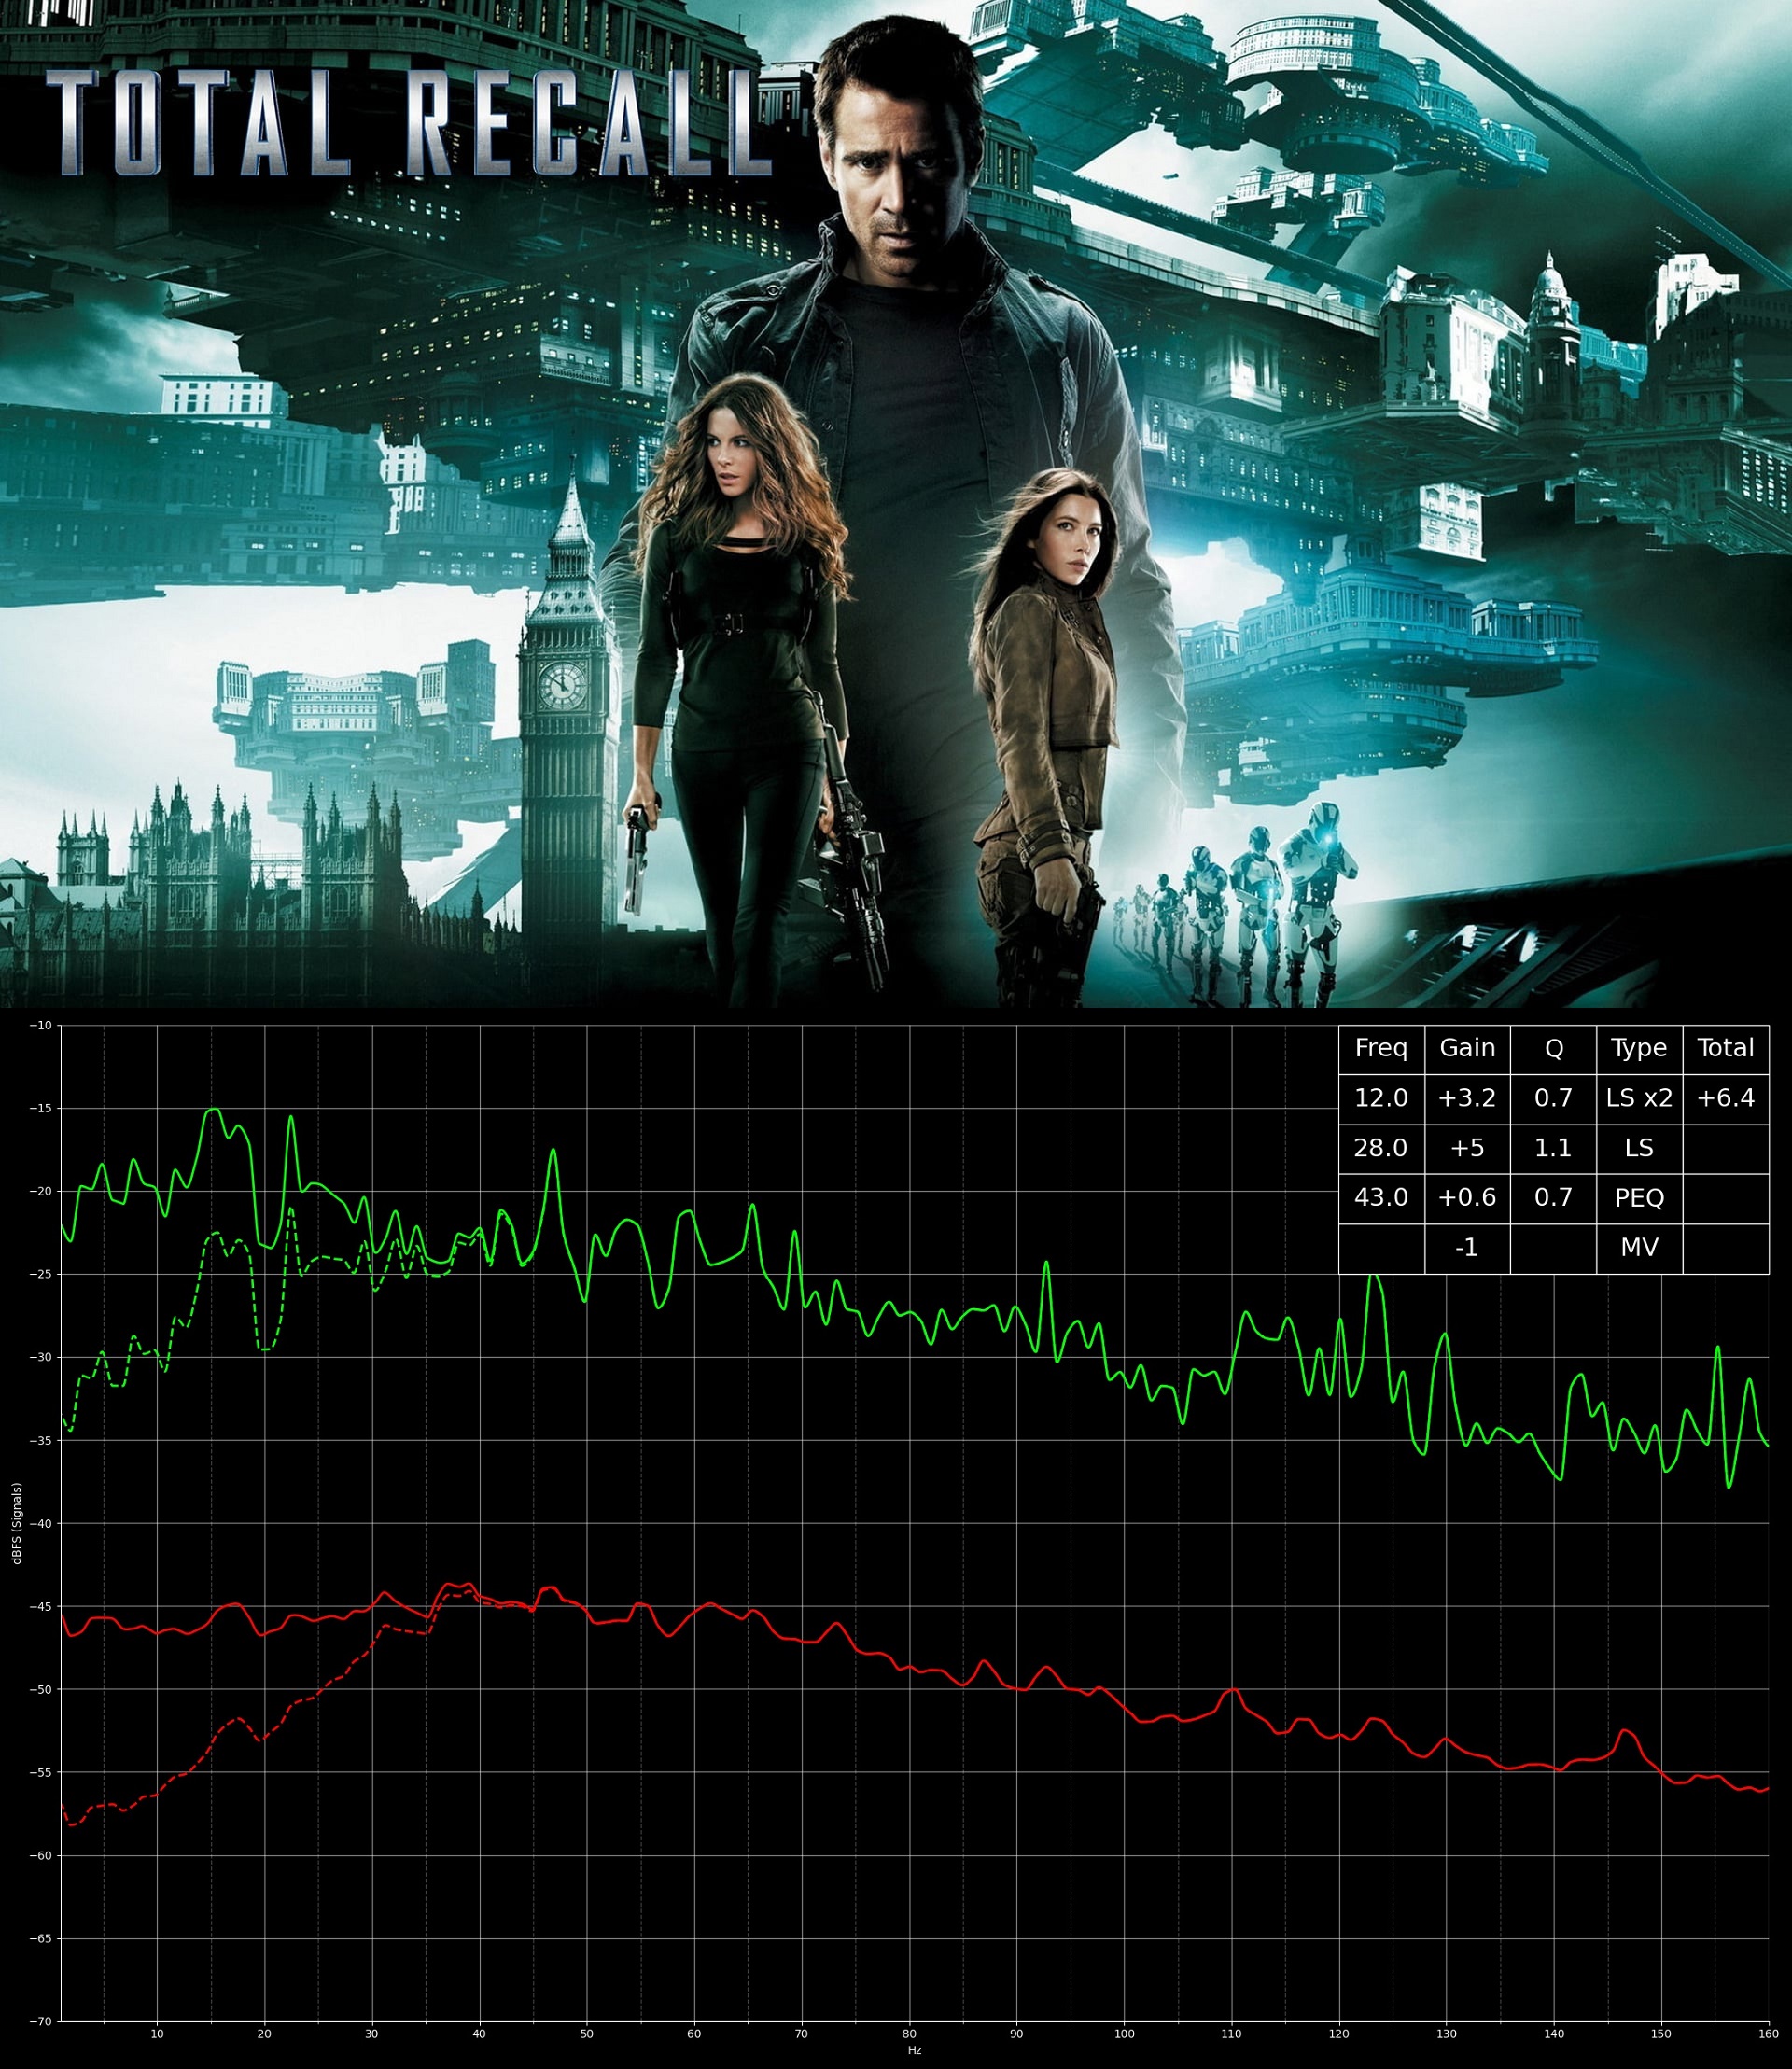 TOTAL RECALL
Freq Gain Q Type Total
12.0 +3.2 0.7 LS x2 +6.4
28.0 +5 1.1 LS
43.0 +0.6 0.7 PEQ
-1 MV
−10
−15
−20
−25
−30
−35
−40
−45
−50
−55
−60
−65
−70
dBFS (Signals)
10 20 30 40 50 60 70 80 90 100 110 120 130 140 150 160
Hz